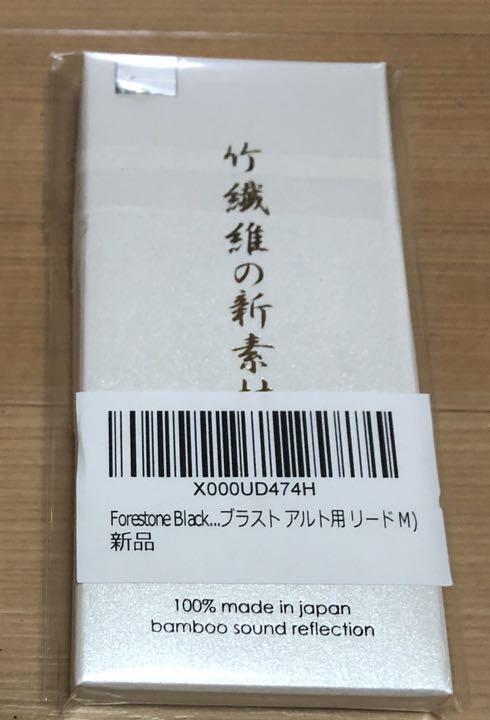 竹繊維の新素材
X000UD474H
Forestone Black...ブラスト アルト用 リード M)
新品
100% made in japan
bamboo sound reflection